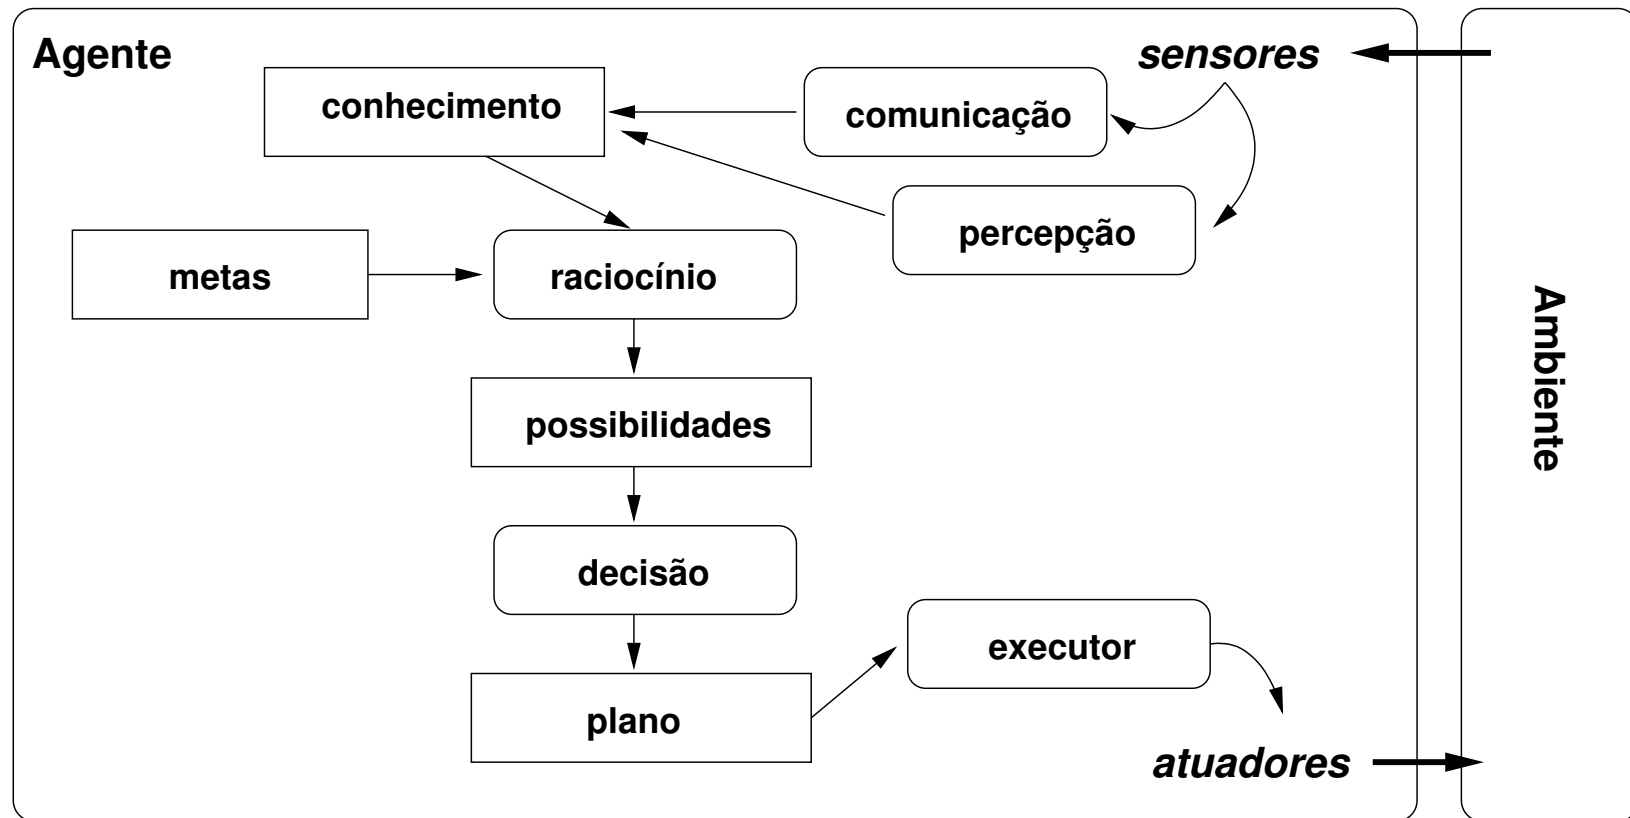 Agente
sensores
conhecimento
comunicação
percepção
metas
raciocínio
possibilidades
decisão
executor
plano
atuadores
Ambiente